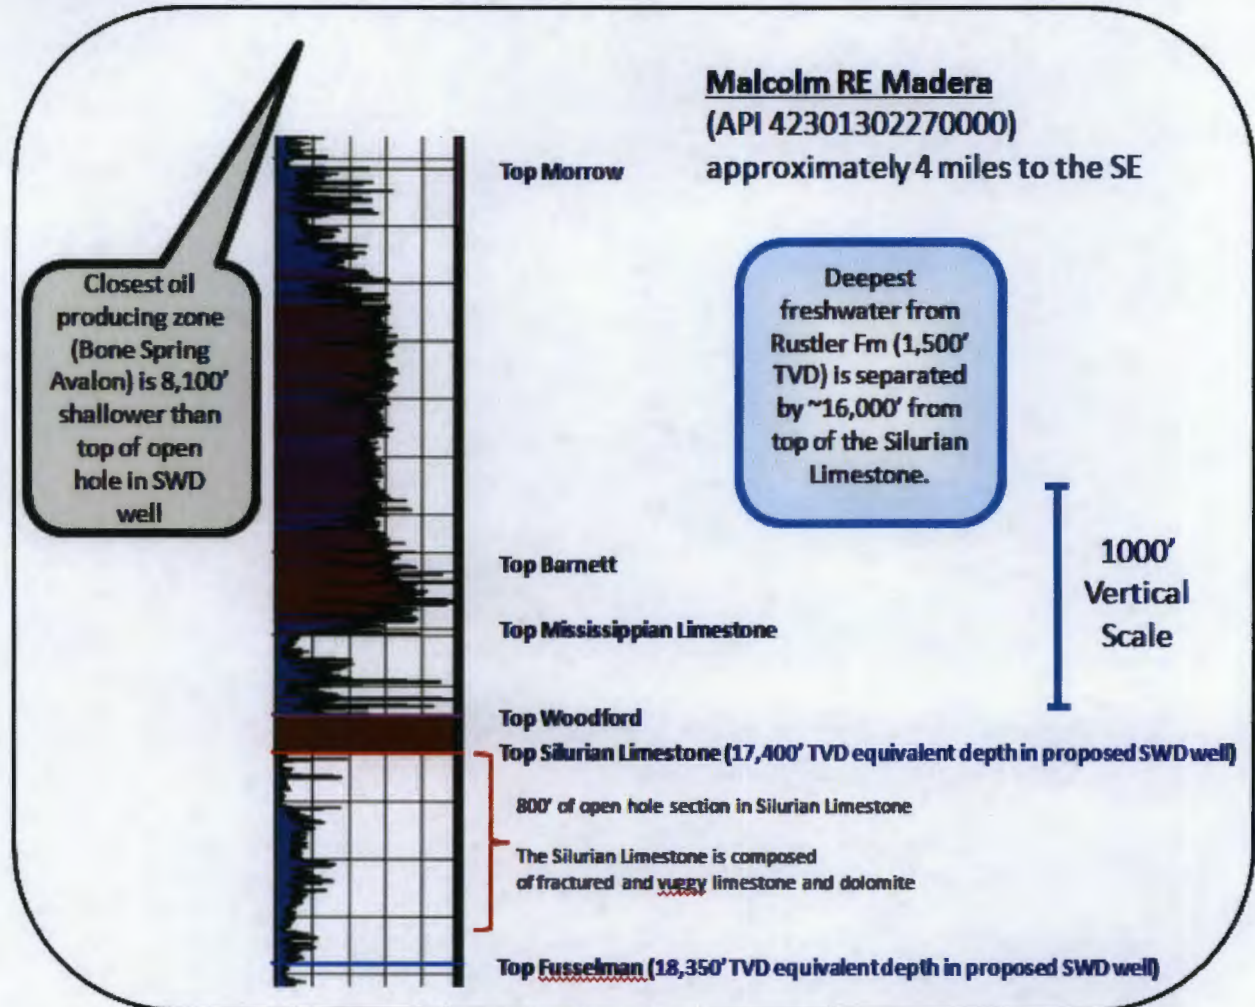 Malcolm RE Madera
(API 42301302270000)
approximately 4 miles to the SE
Top Morrow
Closest oil
producing zone
(Bone Spring
Avalon) is 8,100'
shallower than
top of open
hole in SWD
well
Deepest
freshwater from
Rustler Fm (1,500'
TVD) is separated
by ~16,000' from
top of the Silurian
Limestone.
1000'
Vertical
Scale
Top Barnett
Top Mississippian Limestone
Top Woodford
Top Silurian Limestone (17,400' TVD equivalent depth in proposed SWD well)
800' of open hole section in Silurian Limestone
The Silurian Limestone is composed
of fractured and vuggy limestone and dolomite
Top Fusselman (18,350' TVD equivalent depth in proposed SWD well)